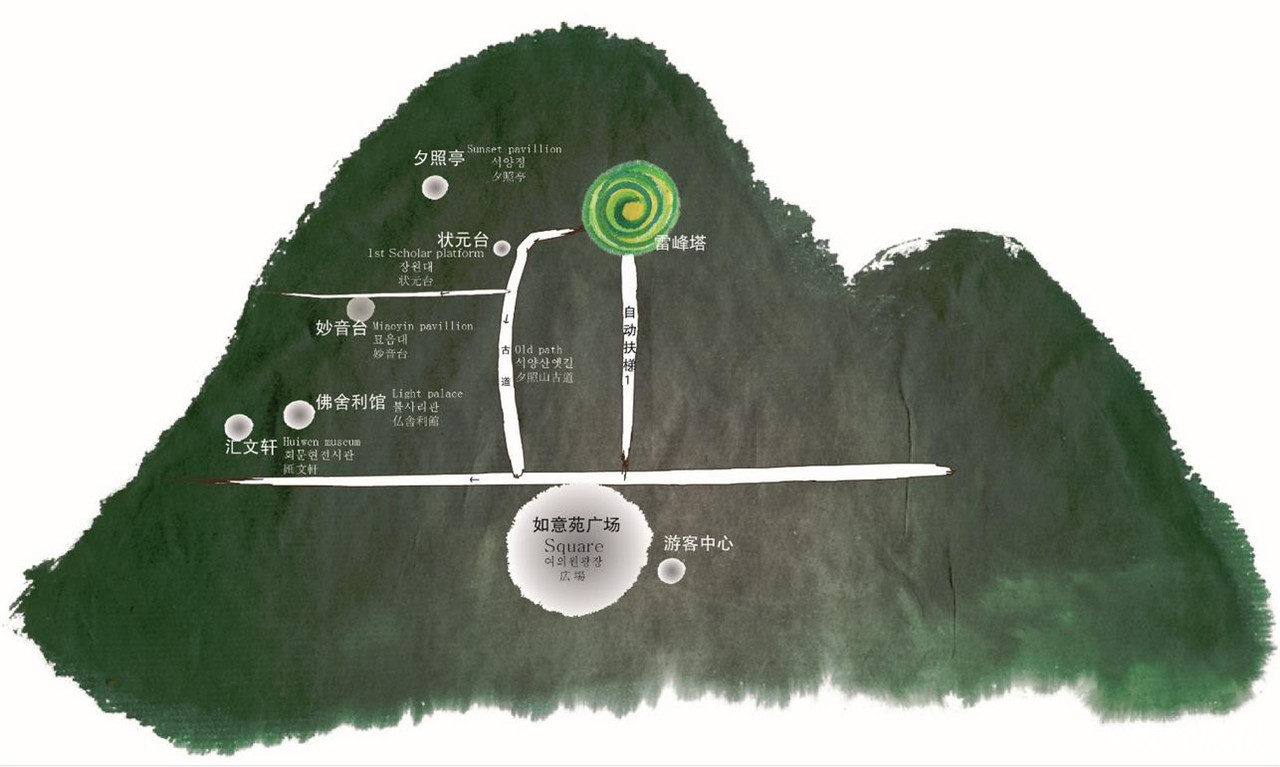 夕照亭
Sunset pavillion
석양정
夕照亭
状元台
1st Scholar platform
장원대
状元台
雷峰塔
妙音台
Miaoyin pavillion
묘음대
妙音台
自动扶梯1
古道
Old path
석양산옛길
夕照山古道
佛舍利馆
Light palace
불사리관
仏舎利館
汇文轩
Huiwen museum
회문헌전시관
匯文軒
如意苑广场
Square
여의원광장
広場
游客中心